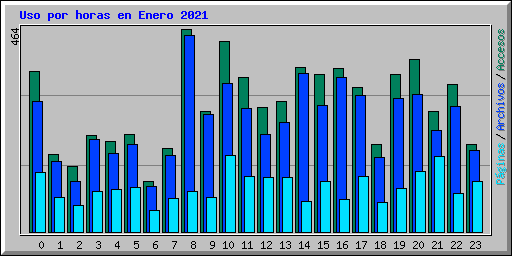 Uso por horas en Enero 2021
464
Páginas / Archivos / Accesos
0 1 2 3 4 5 6 7 8 9 10 11 12 13 14 15 16 17 18 19 20 21 22 23